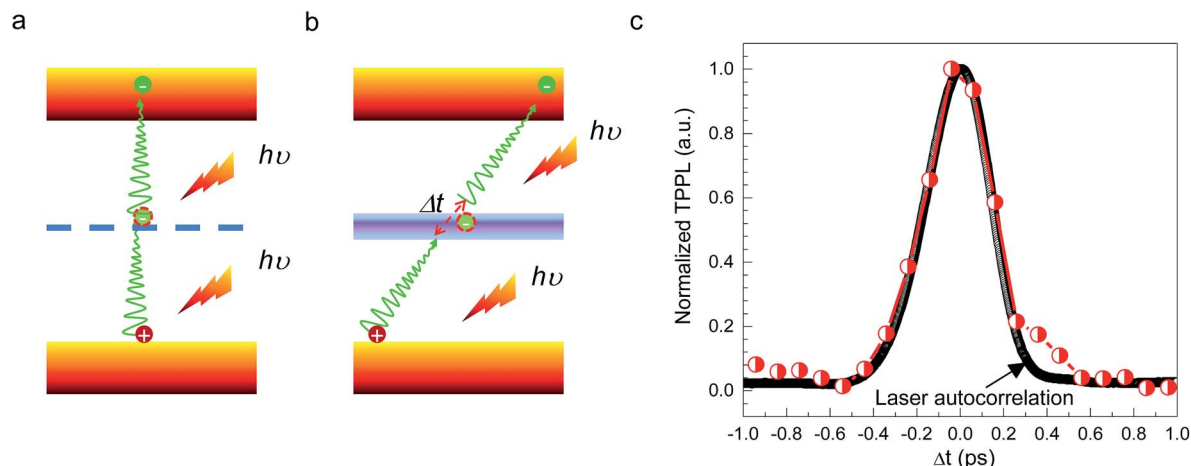 a
hυ
hυ
−
−
+
b
hυ
hυ
Δt
−
−
+
c
Normalized TPPL (a.u.)
1.0
0.8
0.6
0.4
0.2
0.0
Laser autocorrelation
-1.0 -0.8 -0.6 -0.4 -0.2 0.0 0.2 0.4 0.6 0.8 1.0
Δt (ps)